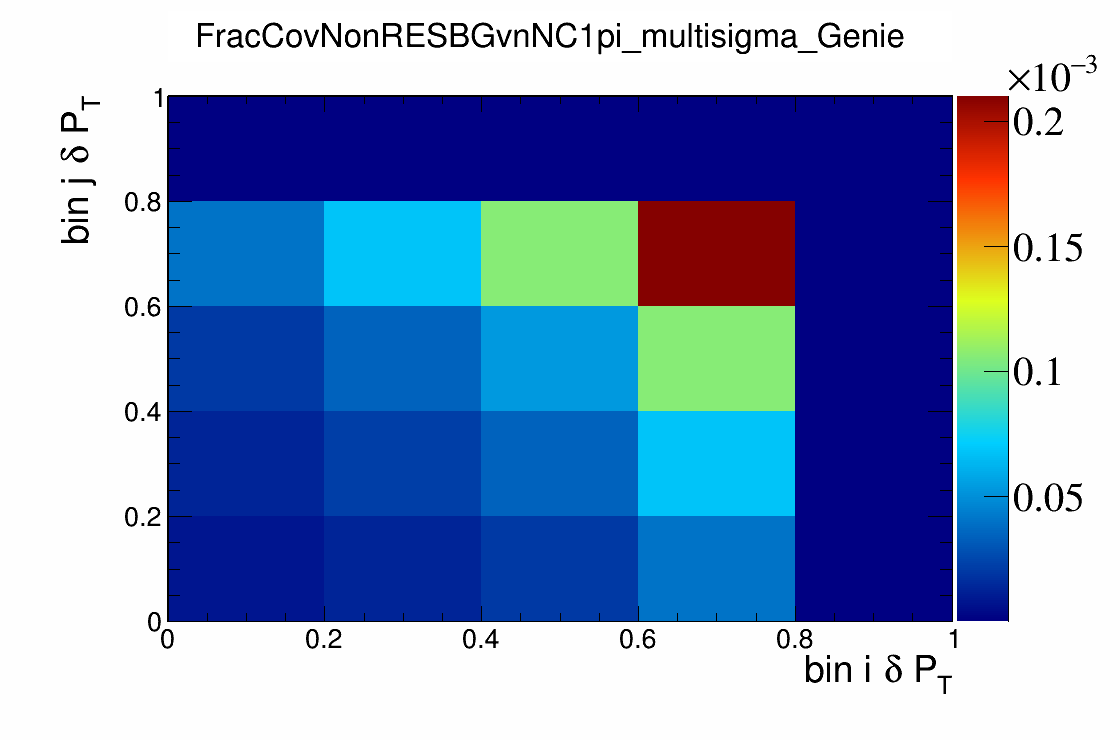 FracCovNonRESBGvnNC1pi_multisigma_Genie
×10⁻³
bin j δ P_T
1
0.8
0.6
0.4
0.2
0
0 0.2 0.4 0.6 0.8 1
bin i δ P_T
0.2
0.15
0.1
0.05